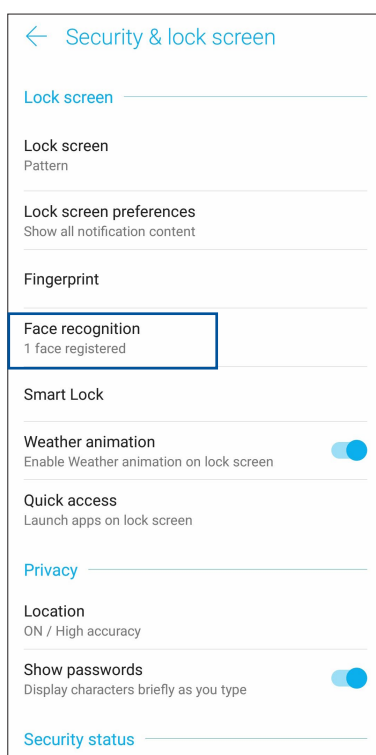 Security & lock screen
Lock screen
Lock screen
Pattern
Lock screen preferences
Show all notification content
Fingerprint
Face recognition
1 face registered
Smart Lock
Weather animation
Enable Weather animation on lock screen
Quick access
Launch apps on lock screen
Privacy
Location
ON / High accuracy
Show passwords
Display characters briefly as you type
Security status